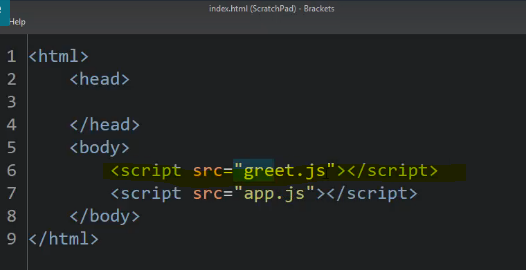 index.html (ScratchPad) - Brackets
Help
1 <html>
2 <head>
3
4 </head>
5 <body>
6 <script src="greet.js"></script>
7 <script src="app.js"></script>
8 </body>
9 </html>